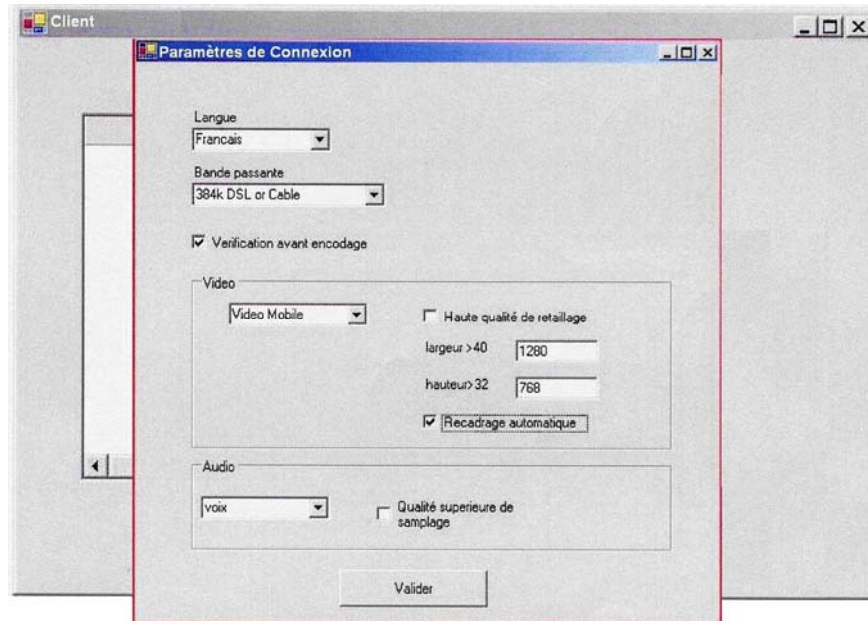 Client
Paramètres de Connexion
Langue
Francais
Bande passante
384k DSL or Cable
Verification avant encodage
Video
Video Mobile
Haute qualité de retaillage
largeur >40
1280
hauteur> 32
768
Recadrage automatique
Audio
voix
Qualité superieure de
samplage
Valider